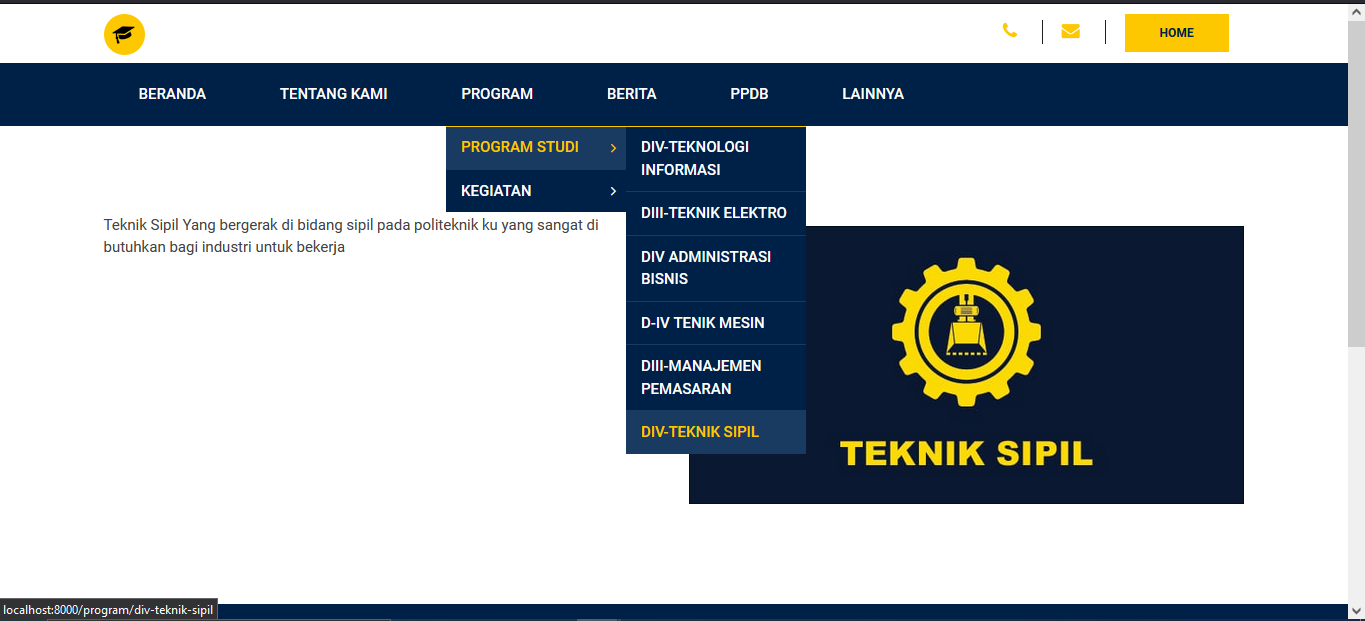 HOME
BERANDA TENTANG KAMI PROGRAM BERITA PPDB LAINNYA
PROGRAM STUDI
KEGIATAN
DIV-TEKNOLOGI
INFORMASI
DIII-TEKNIK ELEKTRO
DIV ADMINISTRASI
BISNIS
D-IV TENIK MESIN
DIII-MANAJEMEN
PEMASARAN
DIV-TEKNIK SIPIL
Teknik Sipil Yang bergerak di bidang sipil pada politeknik ku yang sangat di
butuhkan bagi industri untuk bekerja
TEKNIK SIPIL
localhost:8000/program/div-teknik-sipil